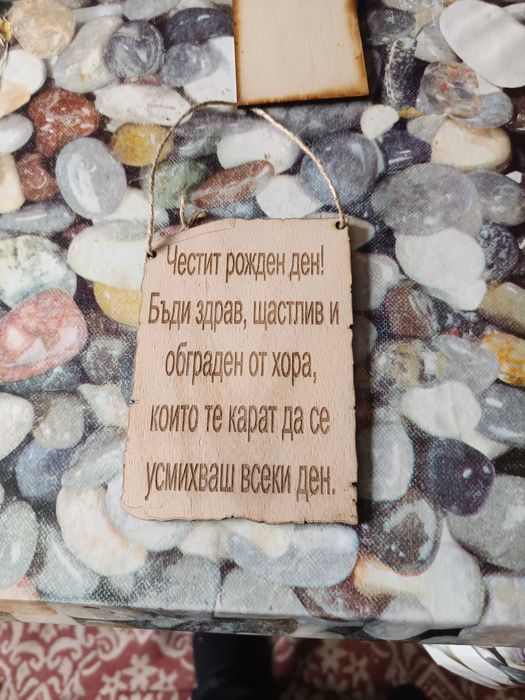 Честит рожден ден!
Бъди здрав, щастлив и
обграден от хора,
които те карат да се
усмихваш всеки ден.